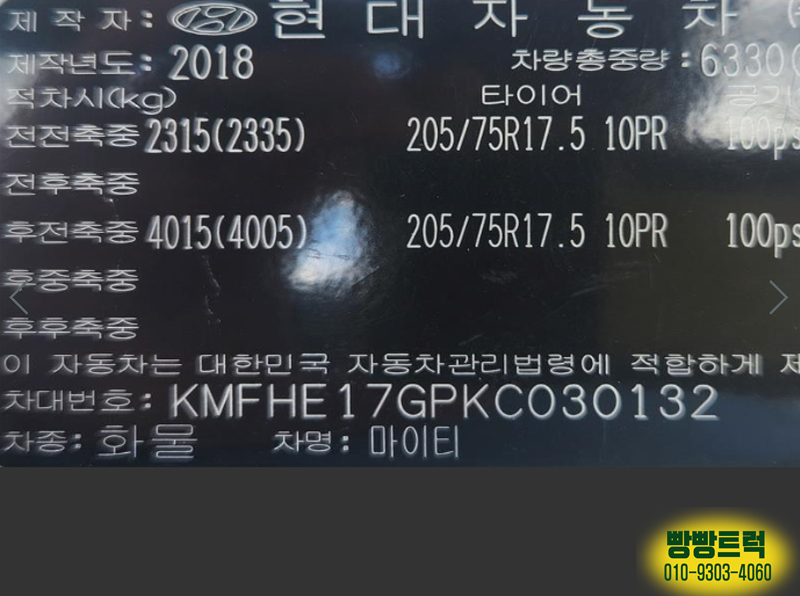 제작자: 현대자동차
제작년도: 2018 차량총중량: 6330(
적차시(kg) 타이어 공기
전전축중 2315(2335) 205/75R17.5 10PR 100ps
전후축중
후전축중 4015(4005) 205/75R17.5 10PR 100ps
후중축중
후후축중
이 자동차는 대한민국 자동차관리법령에 적합하게 제
차대번호: KMFHE17GPKC030132
차종: 화물 차명: 마이티
빵빵트럭
010-9303-4060